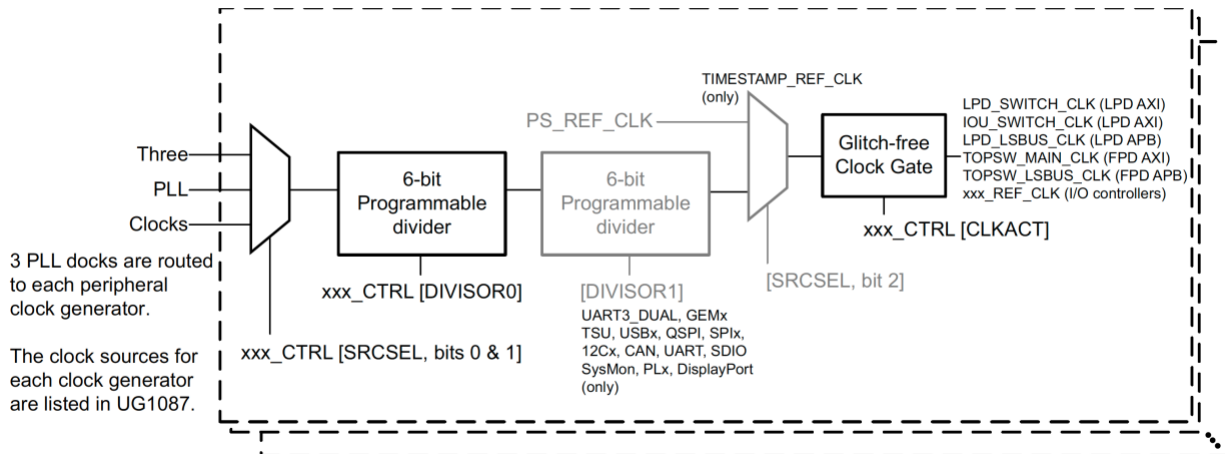 TIMESTAMP_REF_CLK
(only)
PS_REF_CLK
LPD_SWITCH_CLK (LPD AXI)
IOU_SWITCH_CLK (LPD AXI)
LPD_LSBUS_CLK (LPD APB)
TOPSW_MAIN_CLK (FPD AXI)
TOPSW_LSBUS_CLK (FPD APB)
xxx_REF_CLK (I/O controllers)
Glitch-free
Clock Gate
Three
PLL
Clocks
6-bit
Programmable
divider
6-bit
Programmable
divider
xxx_CTRL [CLKACT]
3 PLL docks are routed
to each peripheral
clock generator.
xxx_CTRL [DIVISOR0]
[DIVISOR1]
[SRCSEL, bit 2]
UART3_DUAL, GEMx
TSU, USBx, QSPI, SPIx,
12Cx, CAN, UART, SDIO
SysMon, PLx, DisplayPort
(only)
xxx_CTRL [SRCSEL, bits 0 & 1]
The clock sources for
each clock generator
are listed in UG1087.